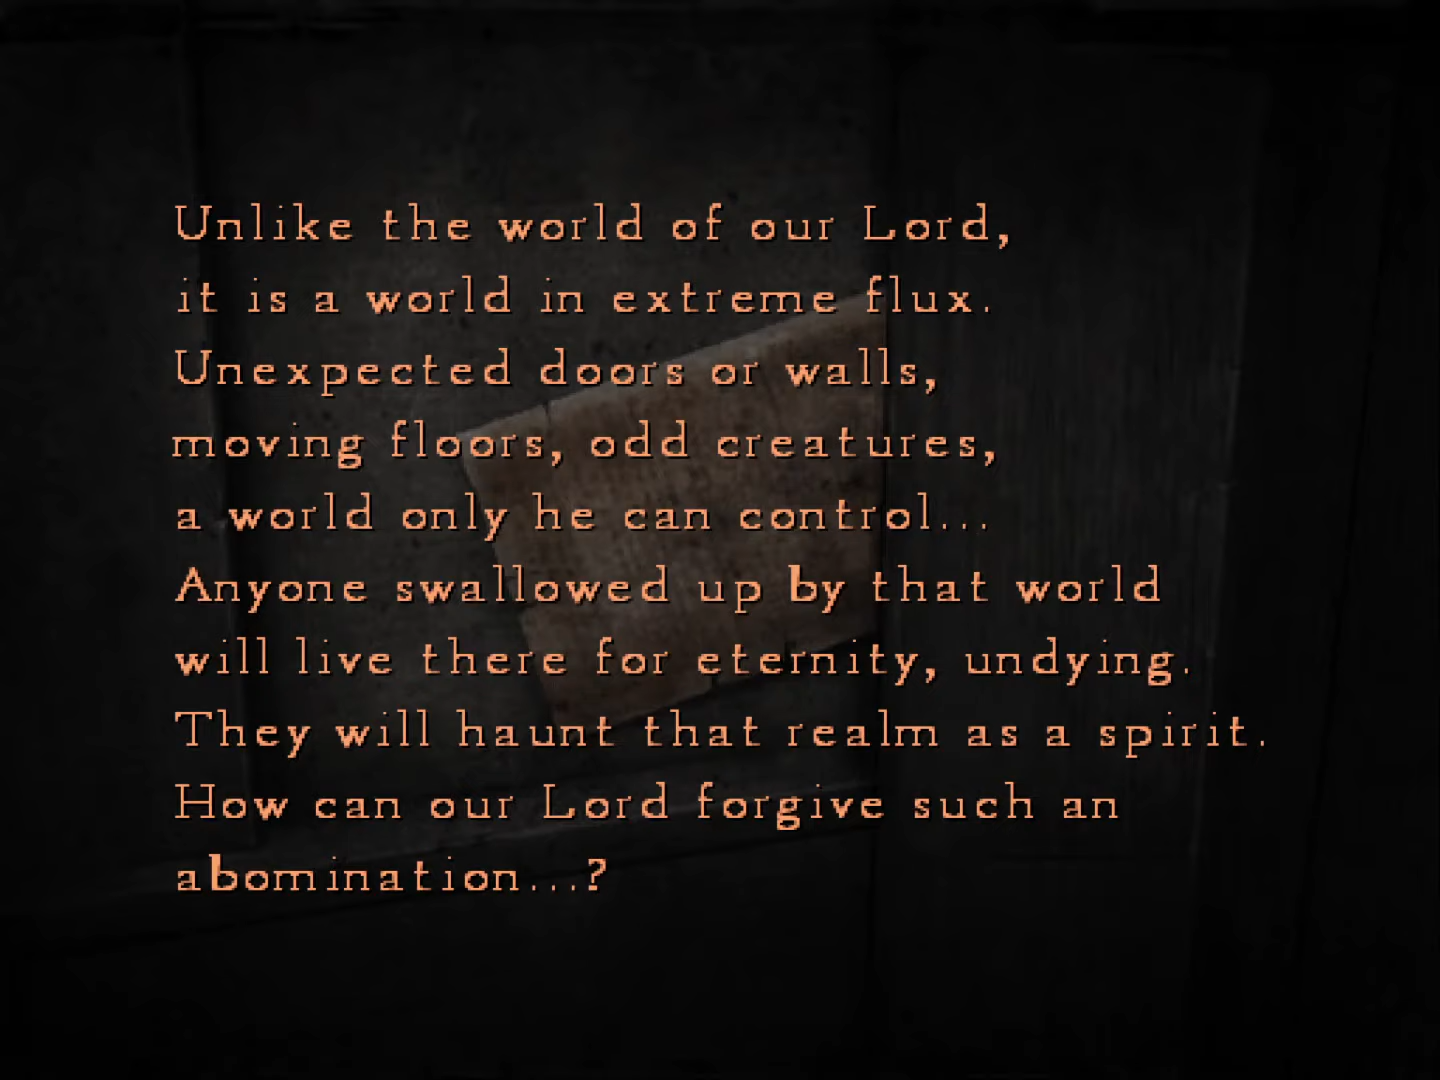 Unlike the world of our Lord,
it is a world in extreme flux.
Unexpected doors or walls,
moving floors, odd creatures,
a world only he can control...
Anyone swallowed up by that world
will live there for eternity, undying.
They will haunt that realm as a spirit.
How can our Lord forgive such an
abomination...?